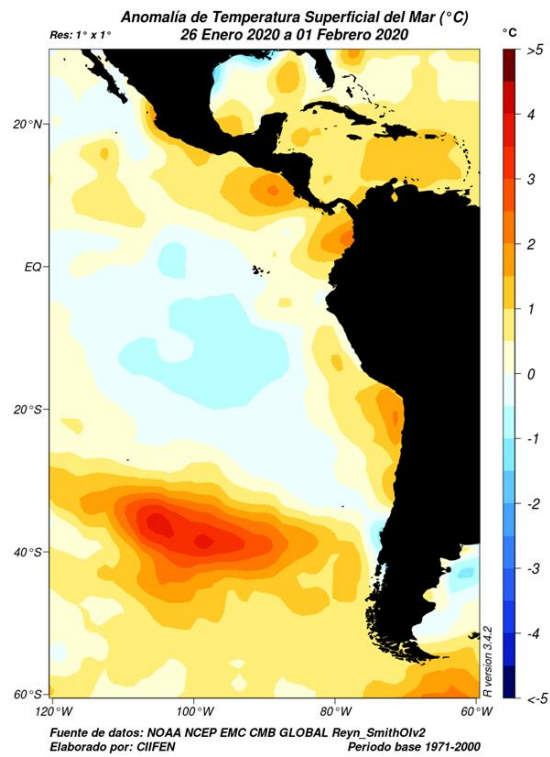 Anomalía de Temperatura Superficial del Mar (°C)
Res: 1° x 1°
26 Enero 2020 a 01 Febrero 2020
°C
>5
4
3
2
1
0
-1
-2
-3
-4
<-5
20°N
EQ
20°S
40°S
60°S
120°W
100°W
80°W
60°W
R version 3.4.2
Fuente de datos: NOAA NCEP EMC CMB GLOBAL Reyn_SmithOIv2
Elaborado por: CIIFEN
Periodo base 1971-2000